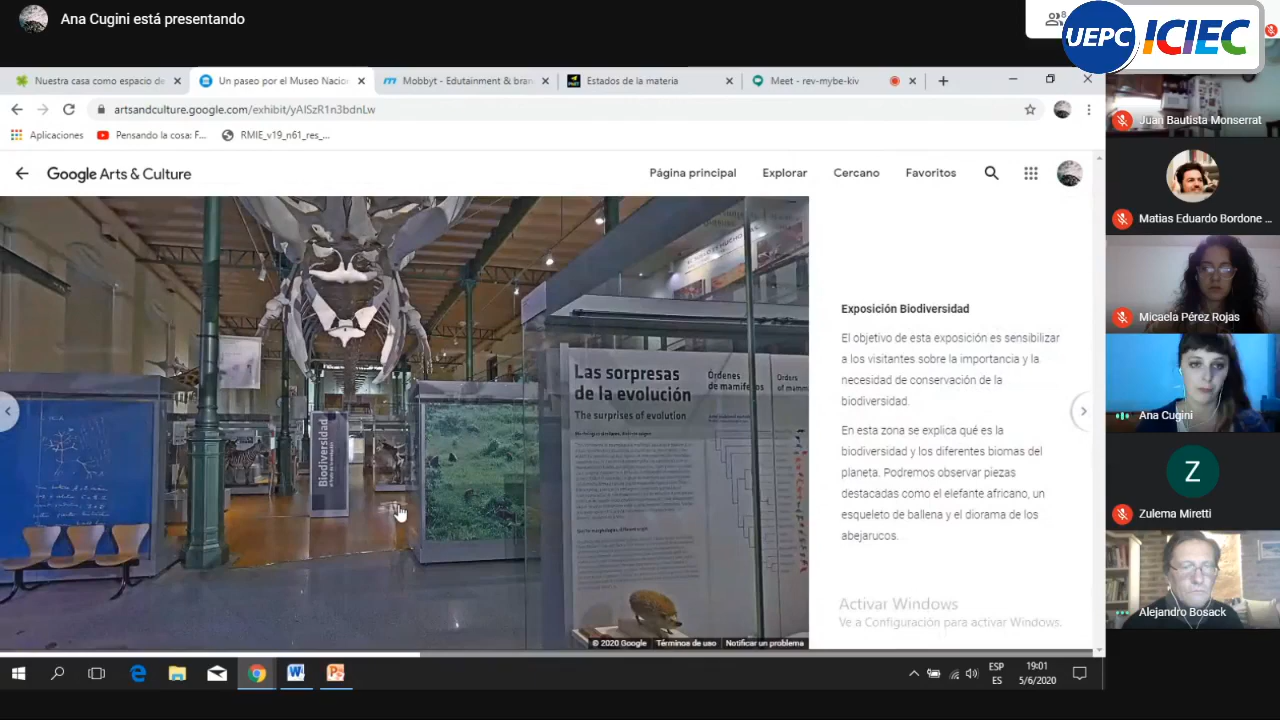 Ana Cugini está presentando
8
UEPC ICIEC
Nuestra casa como espacio de
Un paseo por el Museo Nacio
Mobbyt - Edutainment & bran
Estados de la materia
Meet - rev-mybe-kiv
artsandculture.google.com/exhibit/yAISzR1n3bdnLw
Aplicaciones
Pensando la cosa: F...
RMIE_v19_n61_res_...
Google Arts & Culture
Página principal
Explorar
Cercano
Favoritos
Las sorpresas
de la evolución
The surprises of evolution
Órdenes
de mamíferos
Orders
of mamm
Biodiversidad
Exposición Biodiversidad
El objetivo de esta exposición es sensibilizar
a los visitantes sobre la importancia y la
necesidad de conservación de la
biodiversidad.
En esta zona se explica qué es la
biodiversidad y los diferentes biomas del
planeta. Podremos observar piezas
destacadas como el elefante africano, un
esqueleto de ballena y el diorama de los
abejarucos.
Activar Windows
Ve a Configuración para activar Windows.
© 2020 Google
Términos de uso
Notificar un problema
ESP
ES
19:01
5/6/2020
Juan Bautista Monserrat
Matias Eduardo Bordone ...
Micaela Pérez Rojas
Ana Cugini
Z
Zulema Miretti
Alejandro Bosack